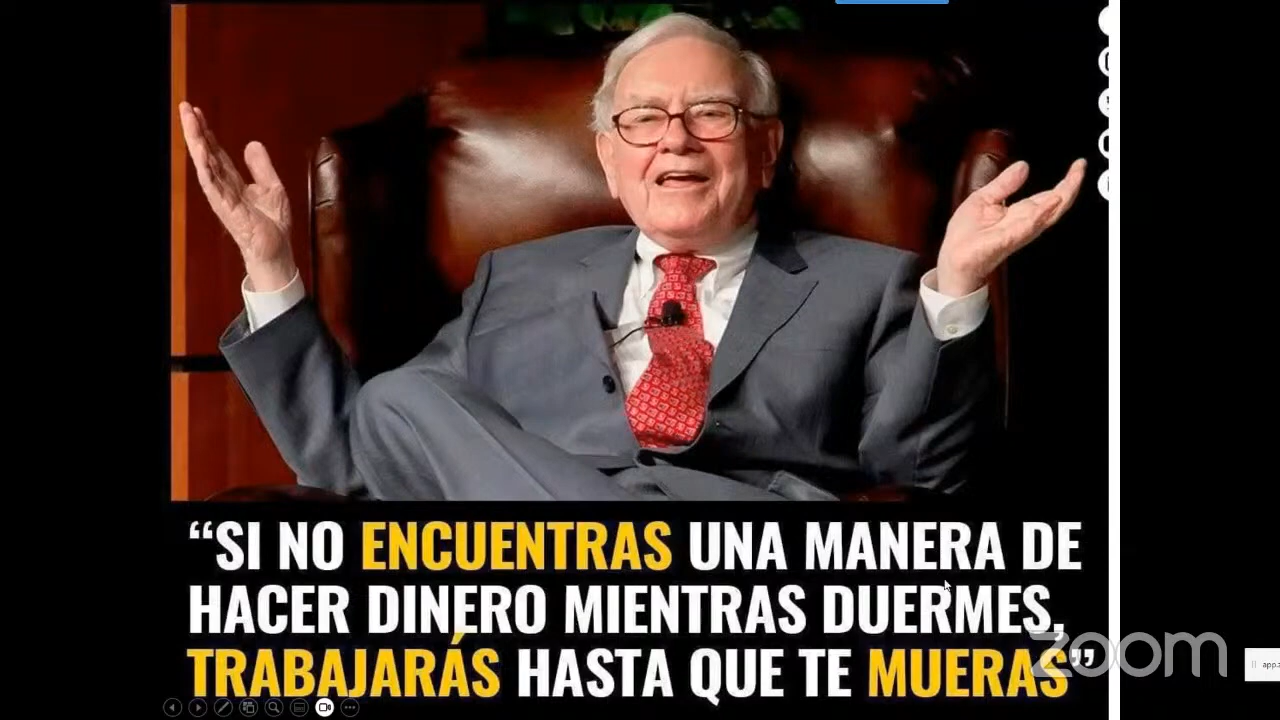 “SI NO ENCUENTRAS UNA MANERA DE
HACER DINERO MIENTRAS DUERMES,
TRABAJARÁS HASTA QUE TE MUERAS”
zoom